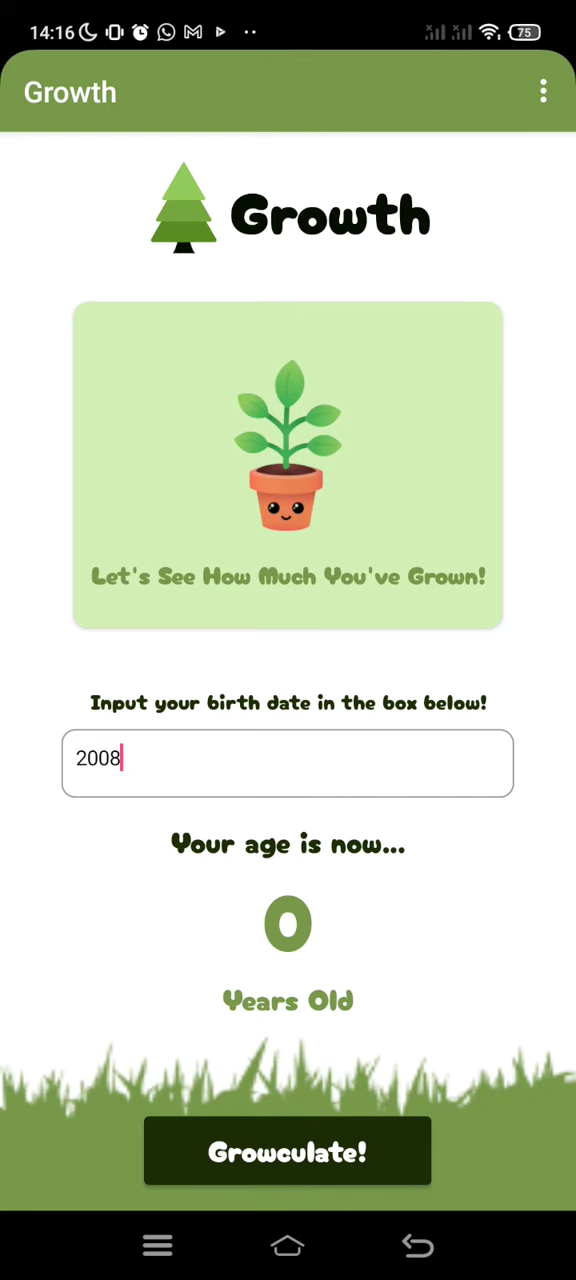 14:16 75
Growth
Growth
Let's See How Much You've Grown!
Input your birth date in the box below!
2008
Your age is now...
0
Years Old
Growculate!